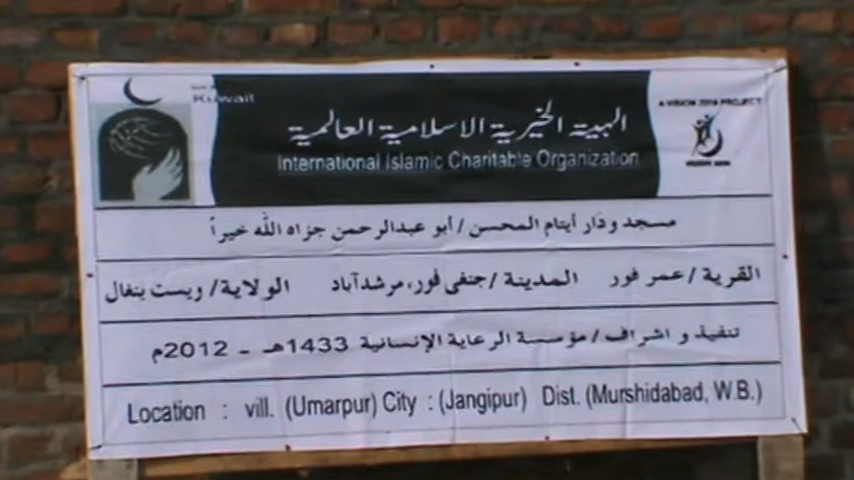 Kuwait
الهيئة الخيرية الاسلامية العالمية
International Islamic Charitable Organization
A VISION 2016 PROJECT
مسجد ودار أيتام المحسن / أبو عبدالرحمن جزاه الله خيراً
القرية / عمر فور المدينة / جنفى فور، مرشدآباد الولاية / ويست بنغال
تنفيذ و اشراف / مؤسسة الرعاية الإنسانية 1433هـ - 2012م
Location : vill. (Umarpur) City : (Jangipur) Dist. (Murshidabad, W.B.)